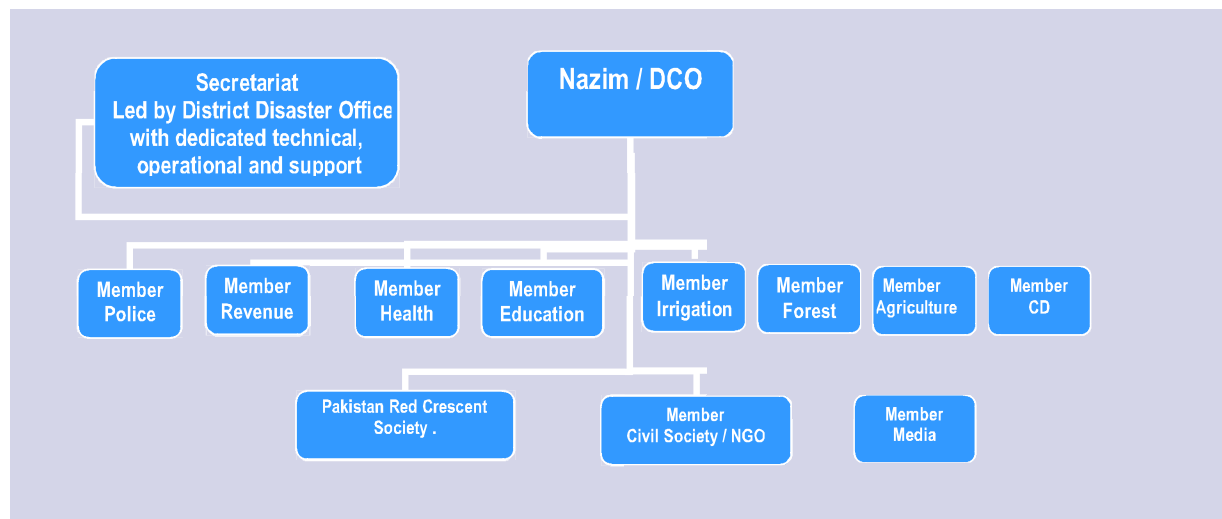 Secretariat
Led by District Disaster Office
with dedicated technical,
operational and support
Nazim / DCO
Member
Police
Member
Revenue
Member
Health
Member
Education
Member
Irrigation
Member
Forest
Member
Agriculture
Member
CD
Pakistan Red Crescent
Society .
Member
Civil Society / NGO
Member
Media